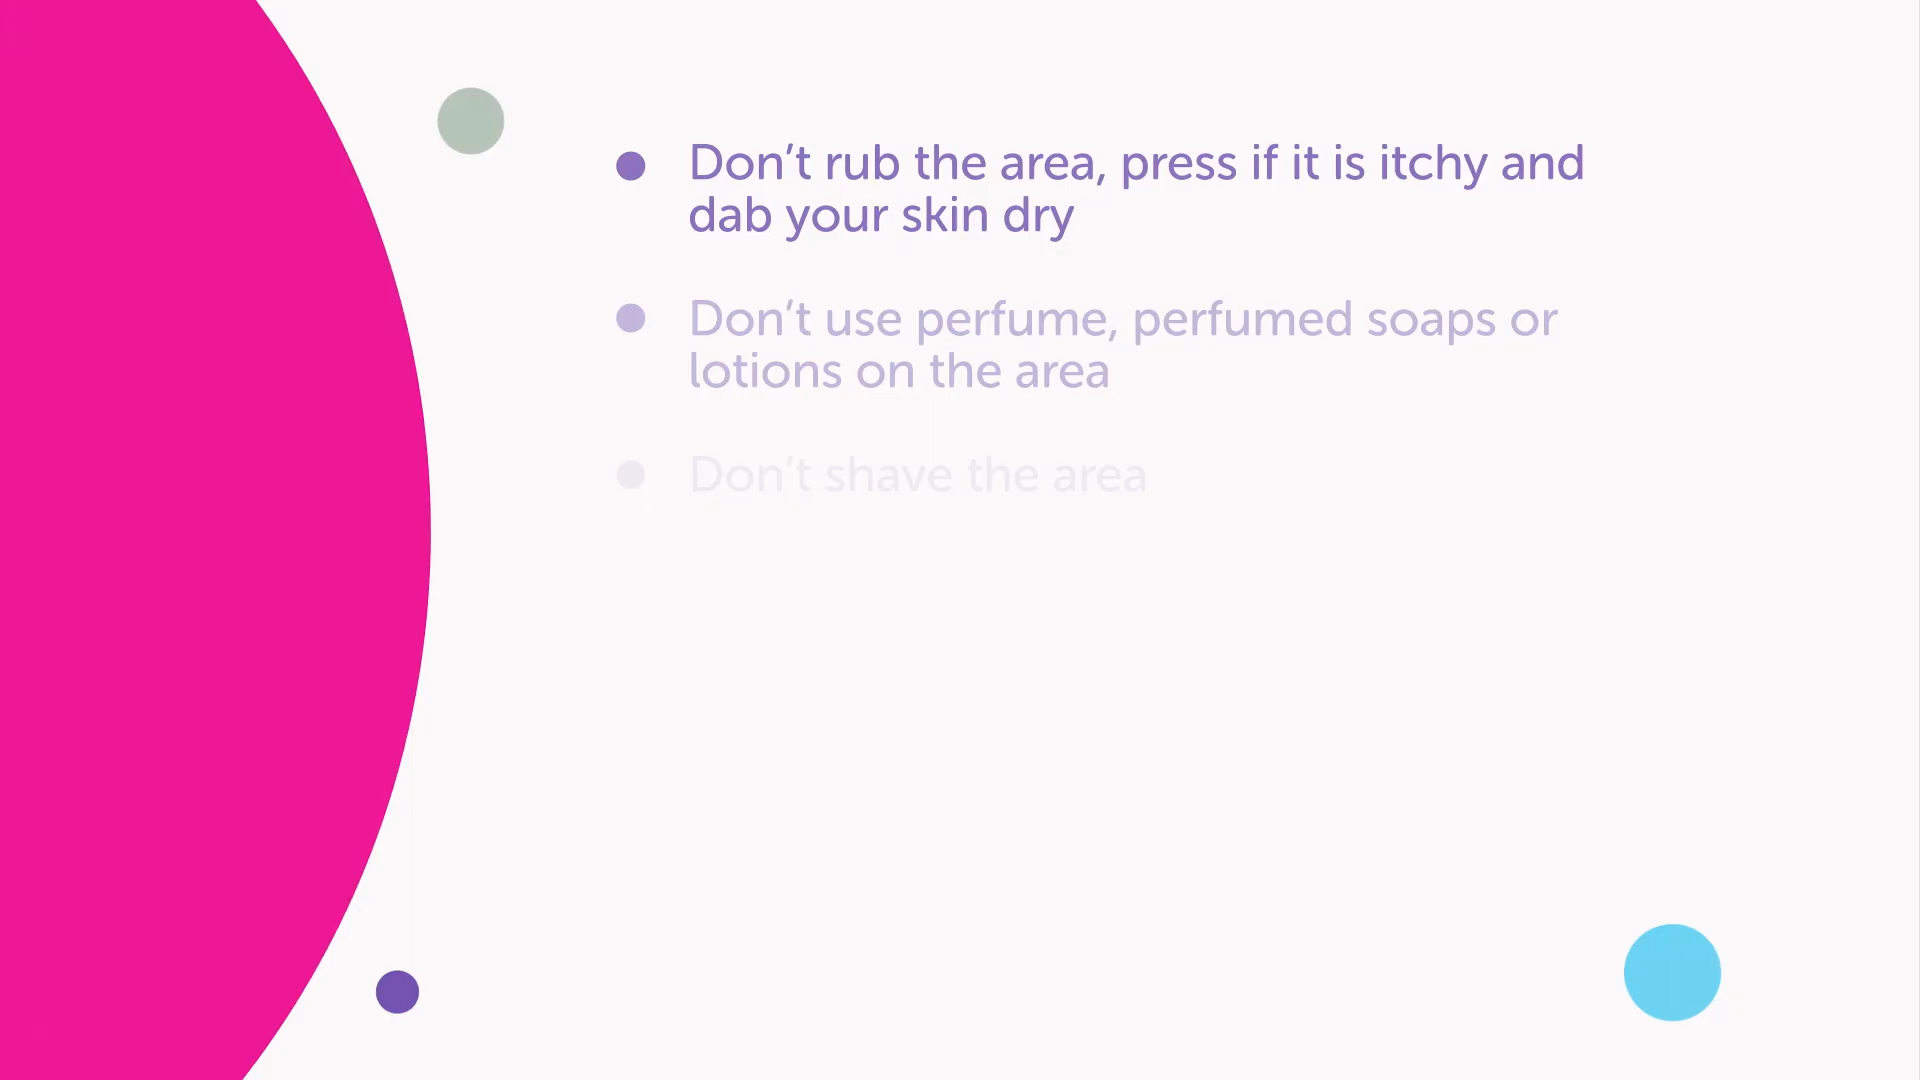 Don’t rub the area, press if it is itchy and
dab your skin dry
Don’t use perfume, perfumed soaps or
lotions on the area
Don’t shave the area